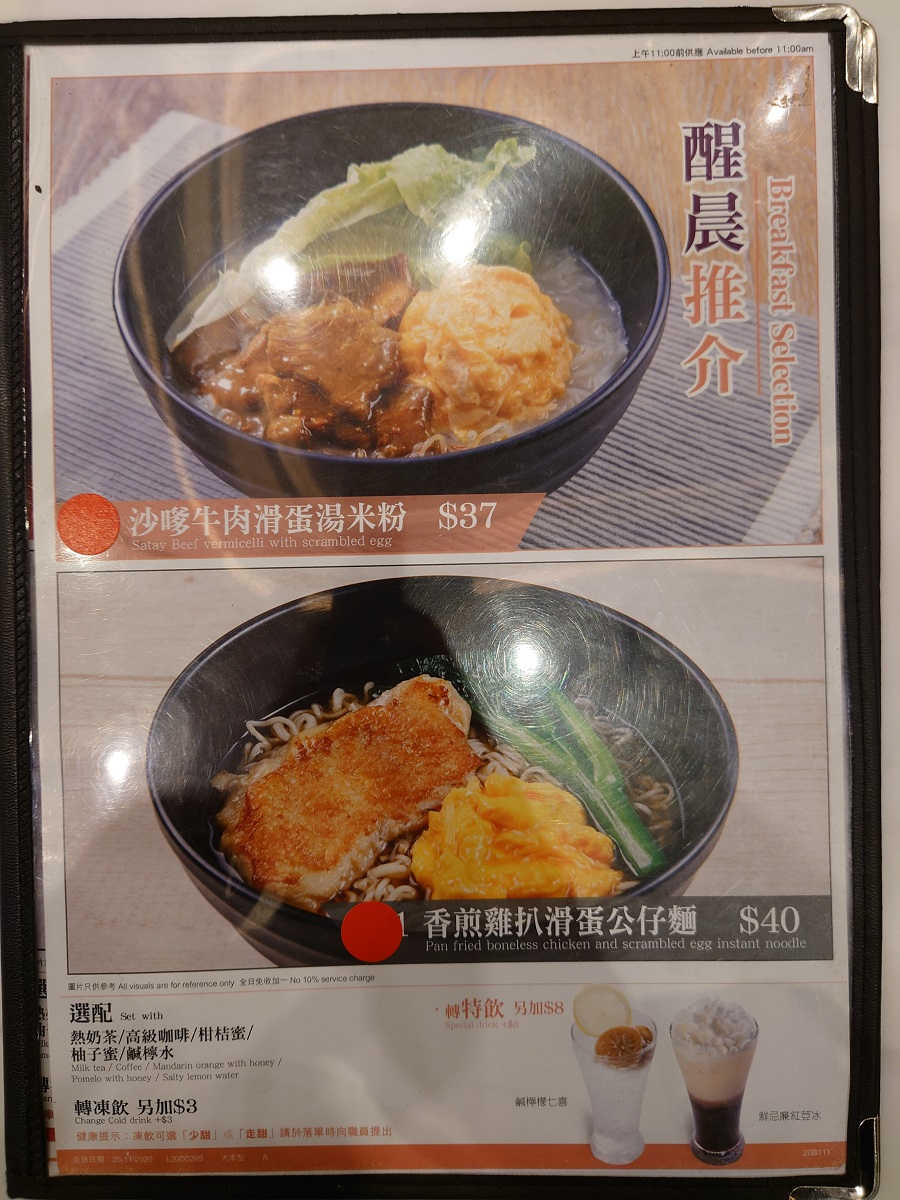 上午11:00前供應 Available before 11:00am
醒晨推介
Breakfast Selection
沙嗲牛肉滑蛋湯米粉 $37
Satay Beef vermicelli with scrambled egg
1 香煎雞扒滑蛋公仔麵 $40
Pan fried boneless chicken and scrambled egg instant noodle
圖片只供參考 All visuals are for reference only 全日免收加一 No 10% service charge
選配 Set with
熱奶茶/高級咖啡/柑桔蜜/
柚子蜜/鹹檸水
Milk tea / Coffee / Mandarin orange with honey /
Pomelo with honey / Salty lemon water
轉凍飲 另加$3
Change Cold drink +$3
健康提示：凍飲可選「少甜」或「走甜」請於落單時向職員提出
·轉特飲 另加$8
Special drink +$8
鹹檸檬七喜
鮮忌廉紅荳冰
生效日期：25/11/2020 L20D028S 大本型 A
20B11Y